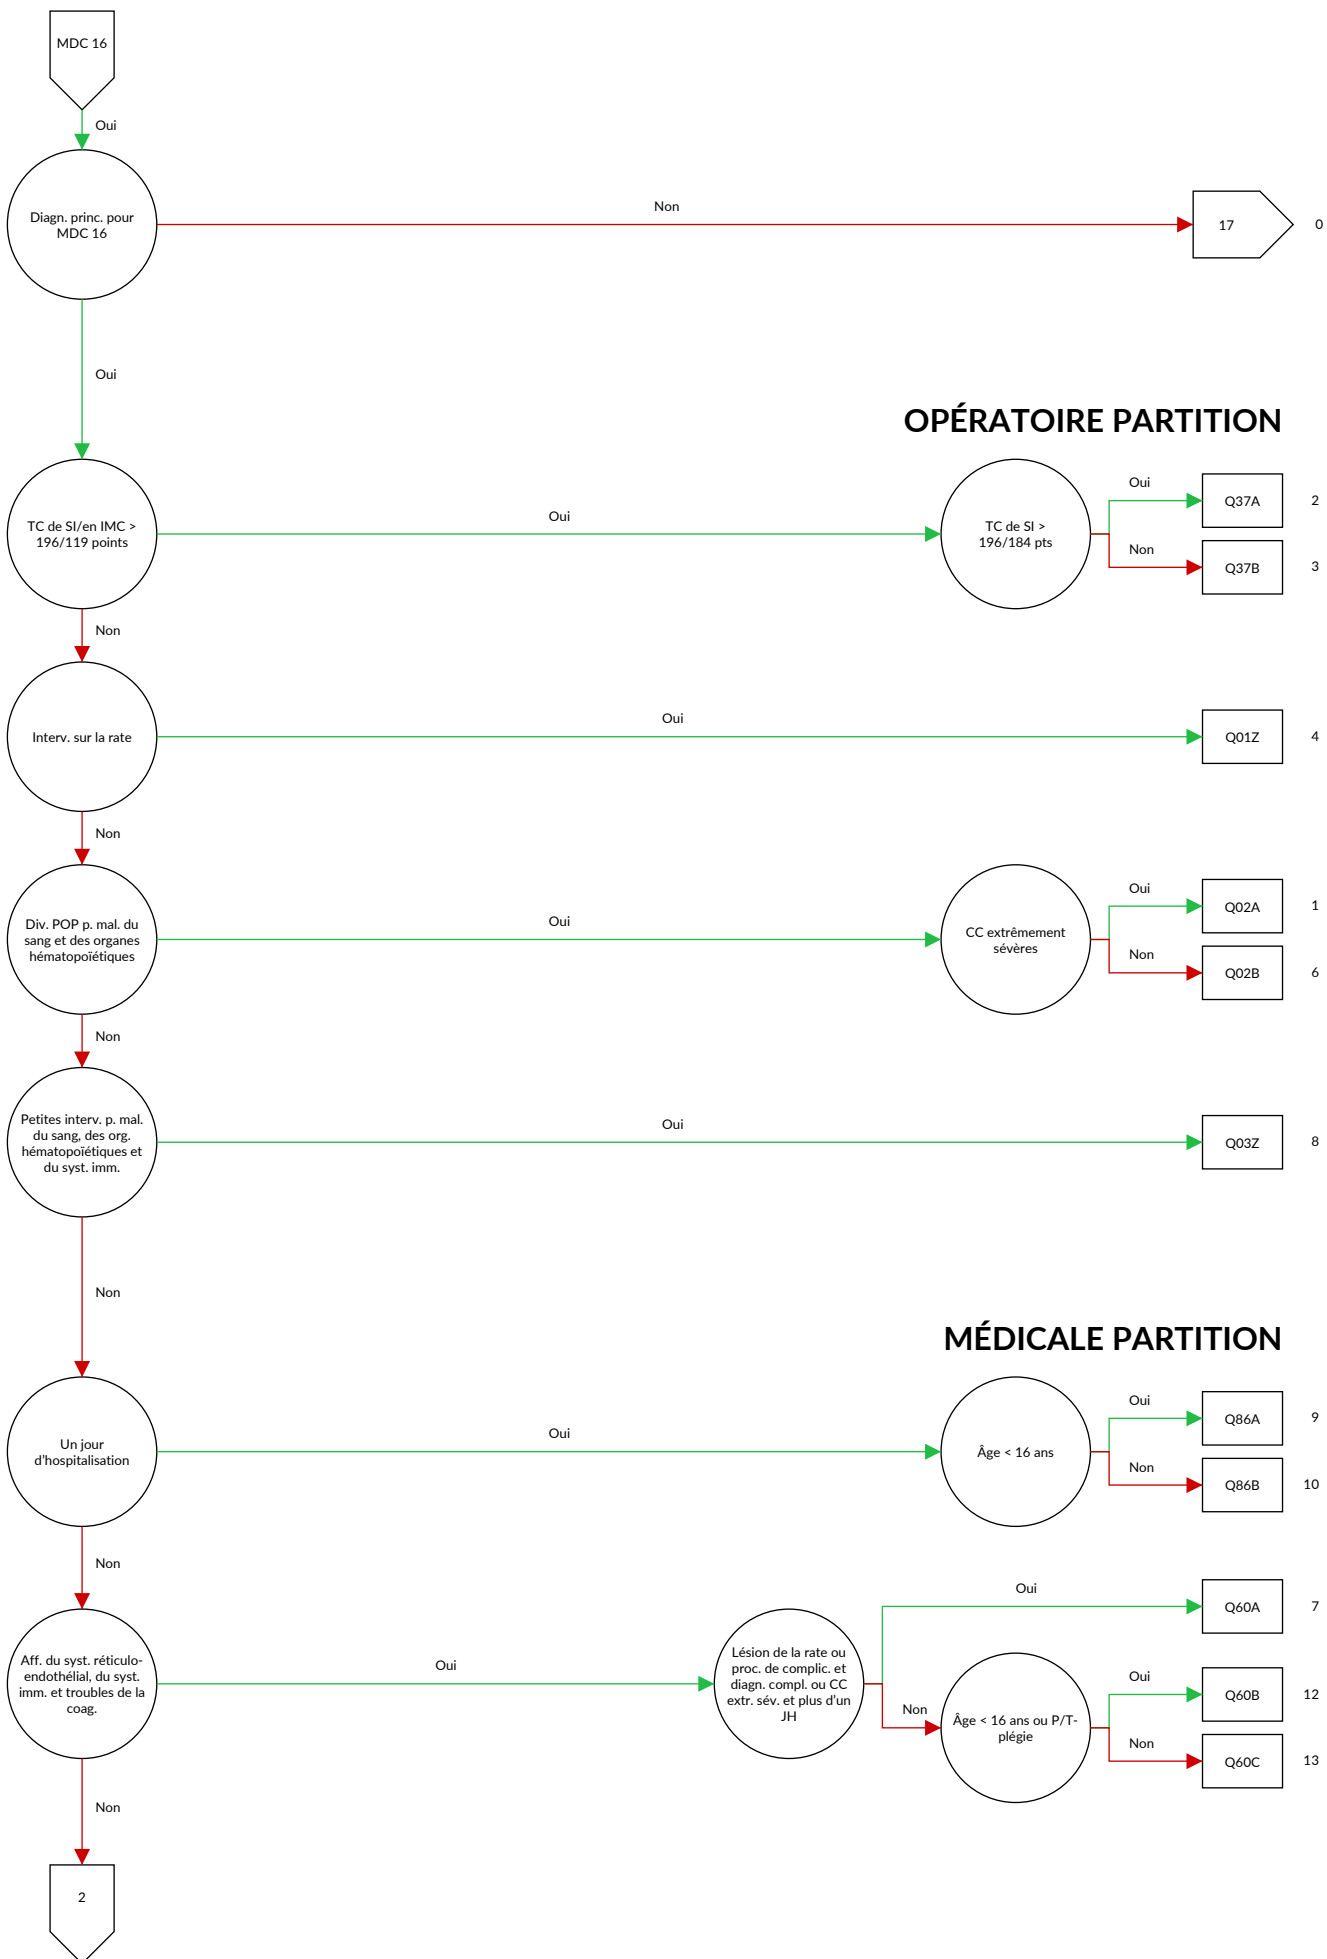 MDC 16
Oui
Diagn. princ. pour
MDC 16
Non
17
0
Oui
OPÉRATOIRE PARTITION
TC de SI/en IMC >
196/119 points
Oui
TC de SI >
196/184 pts
Oui
Q37A
2
Non
Q37B
3
Non
Interv. sur la rate
Oui
Q01Z
4
Non
Div. POP p. mal. du
sang et des organes
hématopoïétiques
Oui
CC extrêmement
sévères
Oui
Q02A
1
Non
Q02B
6
Non
Petites interv. p. mal.
du sang, des org.
hématopoïétiques et
du syst. imm.
Oui
Q03Z
8
Non
MÉDICALE PARTITION
Un jour
d'hospitalisation
Oui
Âge < 16 ans
Oui
Q86A
9
Non
Q86B
10
Non
Aff. du syst. réticulo-
endothélial, du syst.
imm. et troubles de la
coag.
Oui
Lésion de la rate ou
proc. de complic. et
diagn. compl. ou CC
extr. sév. et plus d'un
JH
Oui
Q60A
7
Non
Âge < 16 ans ou P/T-
plégie
Oui
Q60B
12
Non
Q60C
13
Non
2